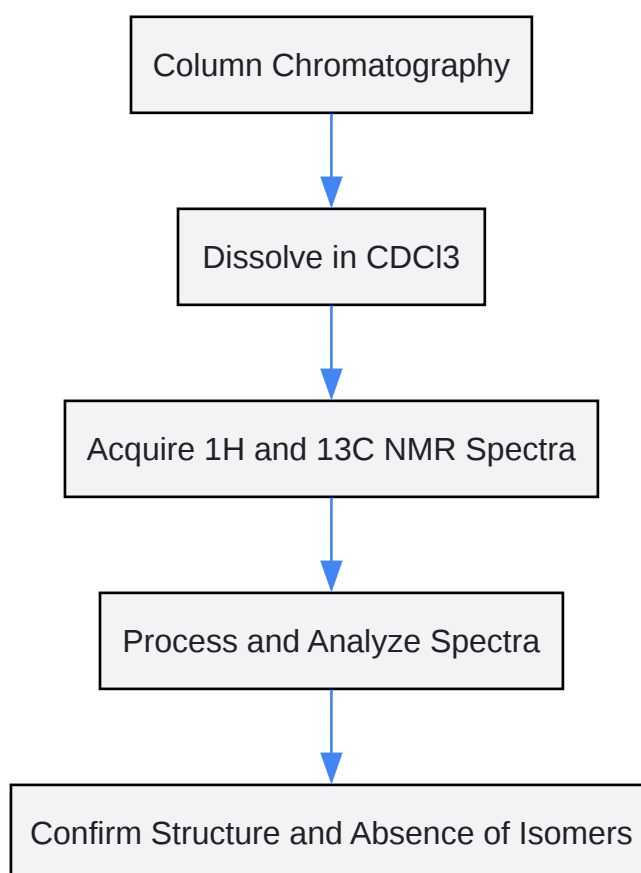 Column Chromatography
Dissolve in CDCl3
Acquire 1H and 13C NMR Spectra
Process and Analyze Spectra
Confirm Structure and Absence of Isomers